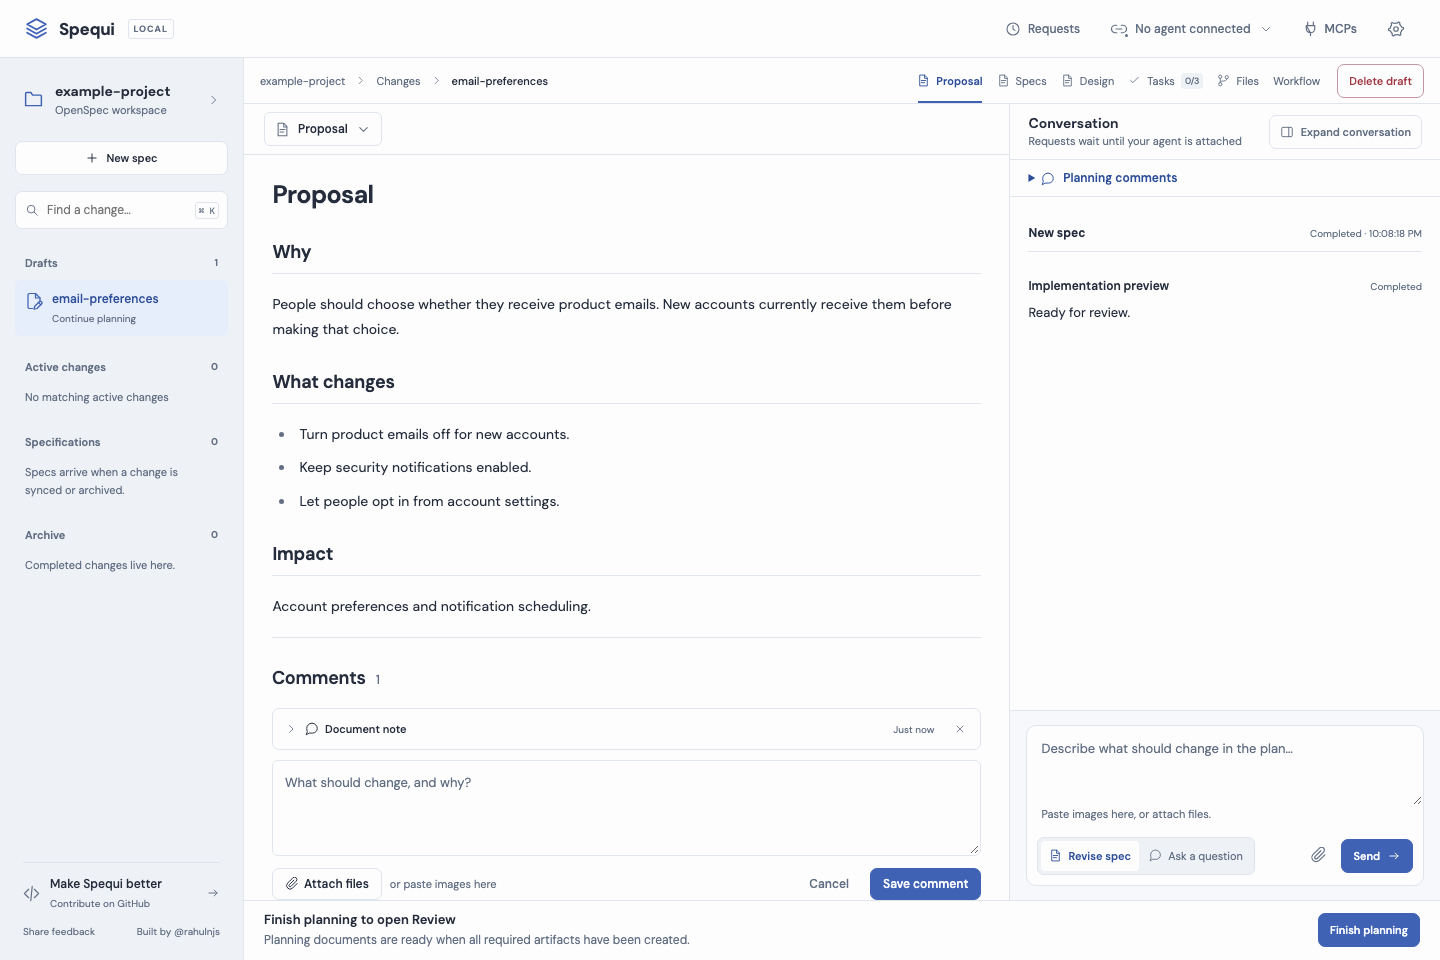 Spequi
LOCAL
Requests
No agent connected
MCPs
example-project
OpenSpec workspace
New spec
Find a change...
⌘ K
Drafts
1
email-preferences
Continue planning
Active changes
0
No matching active changes
Specifications
0
Specs arrive when a change is
synced or archived.
Archive
0
Completed changes live here.
Make Spequi better
Contribute on GitHub
Share feedback
Built by @rahulnjs
example-project
Changes
email-preferences
Proposal
Specs
Design
Tasks
0/3
Files
Workflow
Delete draft
Proposal
Proposal
Why
People should choose whether they receive product emails. New accounts currently receive them before
making that choice.
What changes
• Turn product emails off for new accounts.
• Keep security notifications enabled.
• Let people opt in from account settings.
Impact
Account preferences and notification scheduling.
Comments 1
Document note
Just now
What should change, and why?
Attach files
or paste images here
Cancel
Save comment
Conversation
Requests wait until your agent is attached
Expand conversation
Planning comments
New spec
Completed · 10:08:18 PM
Implementation preview
Completed
Ready for review.
Describe what should change in the plan...
Paste images here, or attach files.
Revise spec
Ask a question
Send
Finish planning to open Review
Planning documents are ready when all required artifacts have been created.
Finish planning